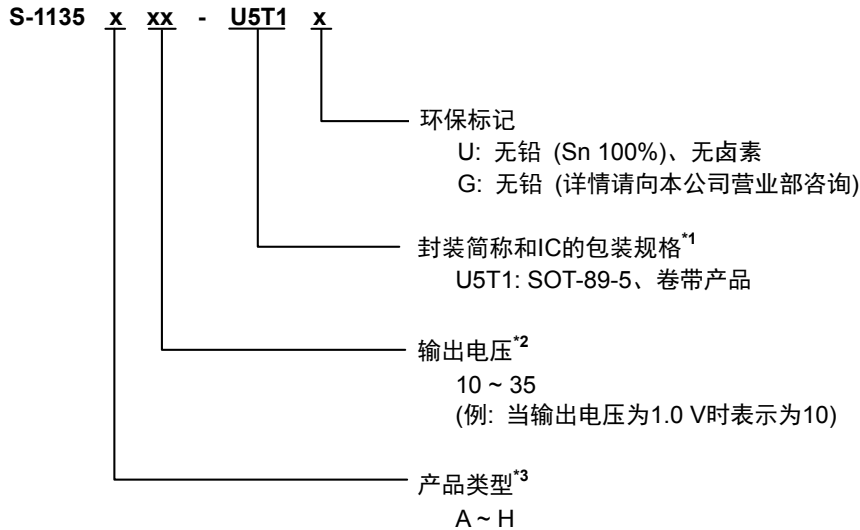 S-1135 x xx - U5T1 x
环保标记
U: 无铅 (Sn 100%)、无卤素
G: 无铅 (详情请向本公司营业部咨询)
封装简称和IC的包装规格*1
U5T1: SOT-89-5、卷带产品
输出电压*2
10 ~ 35
(例: 当输出电压为1.0 V时表示为10)
产品类型*3
A ~ H